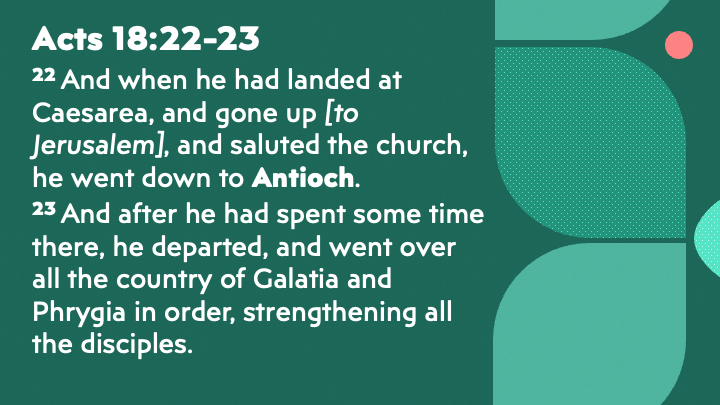 Acts 18:22-23
22 And when he had landed at
Caesarea, and gone up [to
Jerusalem], and saluted the church,
he went down to Antioch.
23 And after he had spent some time
there, he departed, and went over
all the country of Galatia and
Phrygia in order, strengthening all
the disciples.